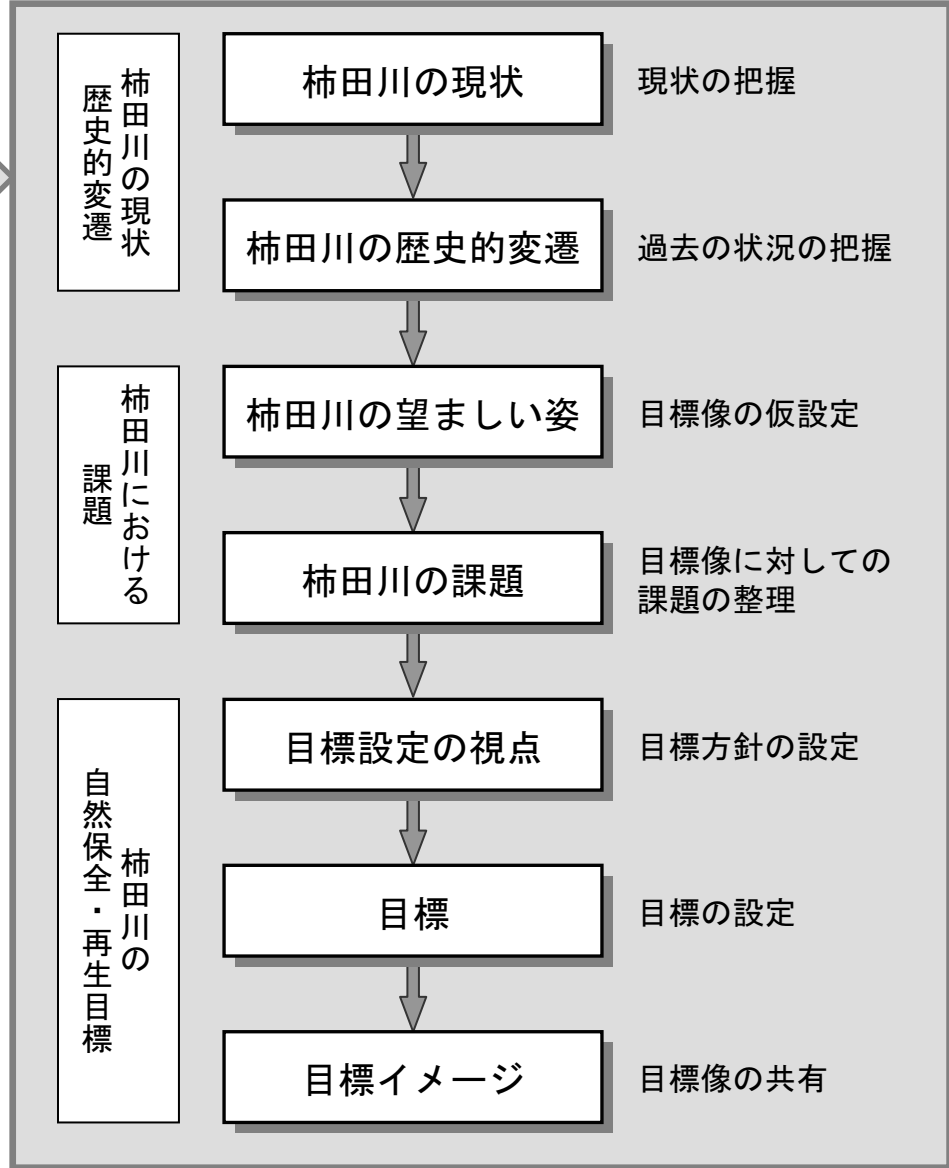 柿田川の現状
歴史的変遷
柿田川の現状
現状の把握
柿田川の歴史的変遷
過去の状況の把握
柿田川における
課題
柿田川の望ましい姿
目標像の仮設定
柿田川の課題
目標像に対しての
課題の整理
柿田川の
自然保全・再生目標
目標設定の視点
目標方針の設定
目標
目標の設定
目標イメージ
目標像の共有